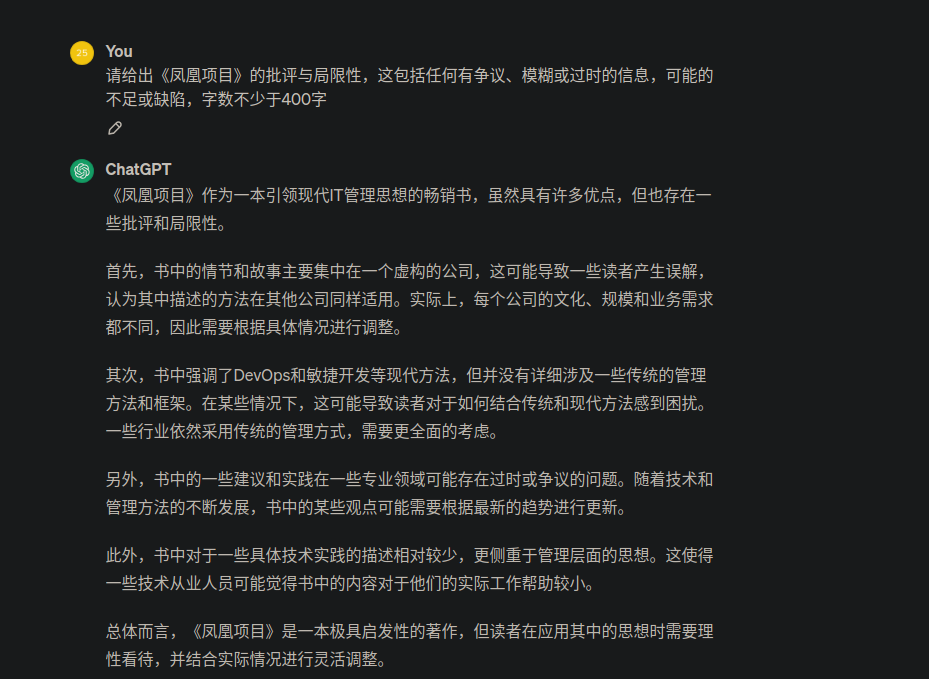 25
You
请给出《凤凰项目》的批评与局限性，这包括任何有争议、模糊或过时的信息，可能的
不足或缺陷，字数不少于400字
ChatGPT
《凤凰项目》作为一本引领现代IT管理思想的畅销书，虽然具有许多优点，但也存在一
些批评和局限性。
首先，书中的情节和故事主要集中在一个虚构的公司，这可能导致一些读者产生误解，
认为其中描述的方法在其他公司同样适用。实际上，每个公司的文化、规模和业务需求
都不同，因此需要根据具体情况进行调整。
其次，书中强调了DevOps和敏捷开发等现代方法，但并没有详细涉及一些传统的管理
方法和框架。在某些情况下，这可能导致读者对于如何结合传统和现代方法感到困扰。
一些行业依然采用传统的管理方式，需要更全面的考虑。
另外，书中的一些建议和实践在一些专业领域可能存在过时或争议的问题。随着技术和
管理方法的不断发展，书中的某些观点可能需要根据最新的趋势进行更新。
此外，书中对于一些具体技术实践的描述相对较少，更侧重于管理层面的思想。这使得
一些技术从业人员可能觉得书中的内容对于他们的实际工作帮助较小。
总体而言，《凤凰项目》是一本极具启发性的著作，但读者在应用其中的思想时需要理
性看待，并结合实际情况进行灵活调整。